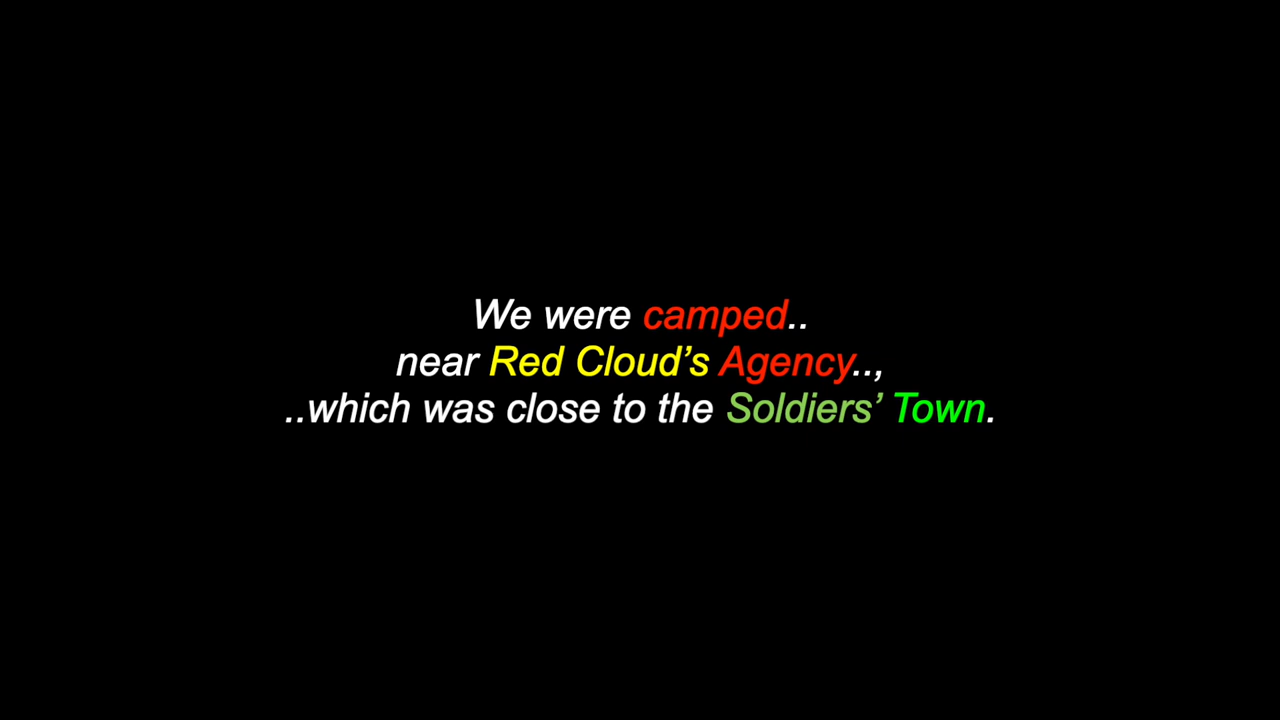 We were camped..
near Red Cloud’s Agency..,
..which was close to the Soldiers’ Town.